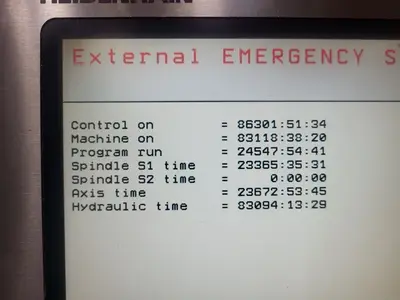 HEIDENHAIN
External EMERGENCY S
Control on = 86301:51:34
Machine on = 83118:38:20
Program run = 24547:54:41
Spindle S1 time = 23365:35:31
Spindle S2 time = 0:00:00
Axis time = 23672:53:45
Hydraulic time = 83094:13:29